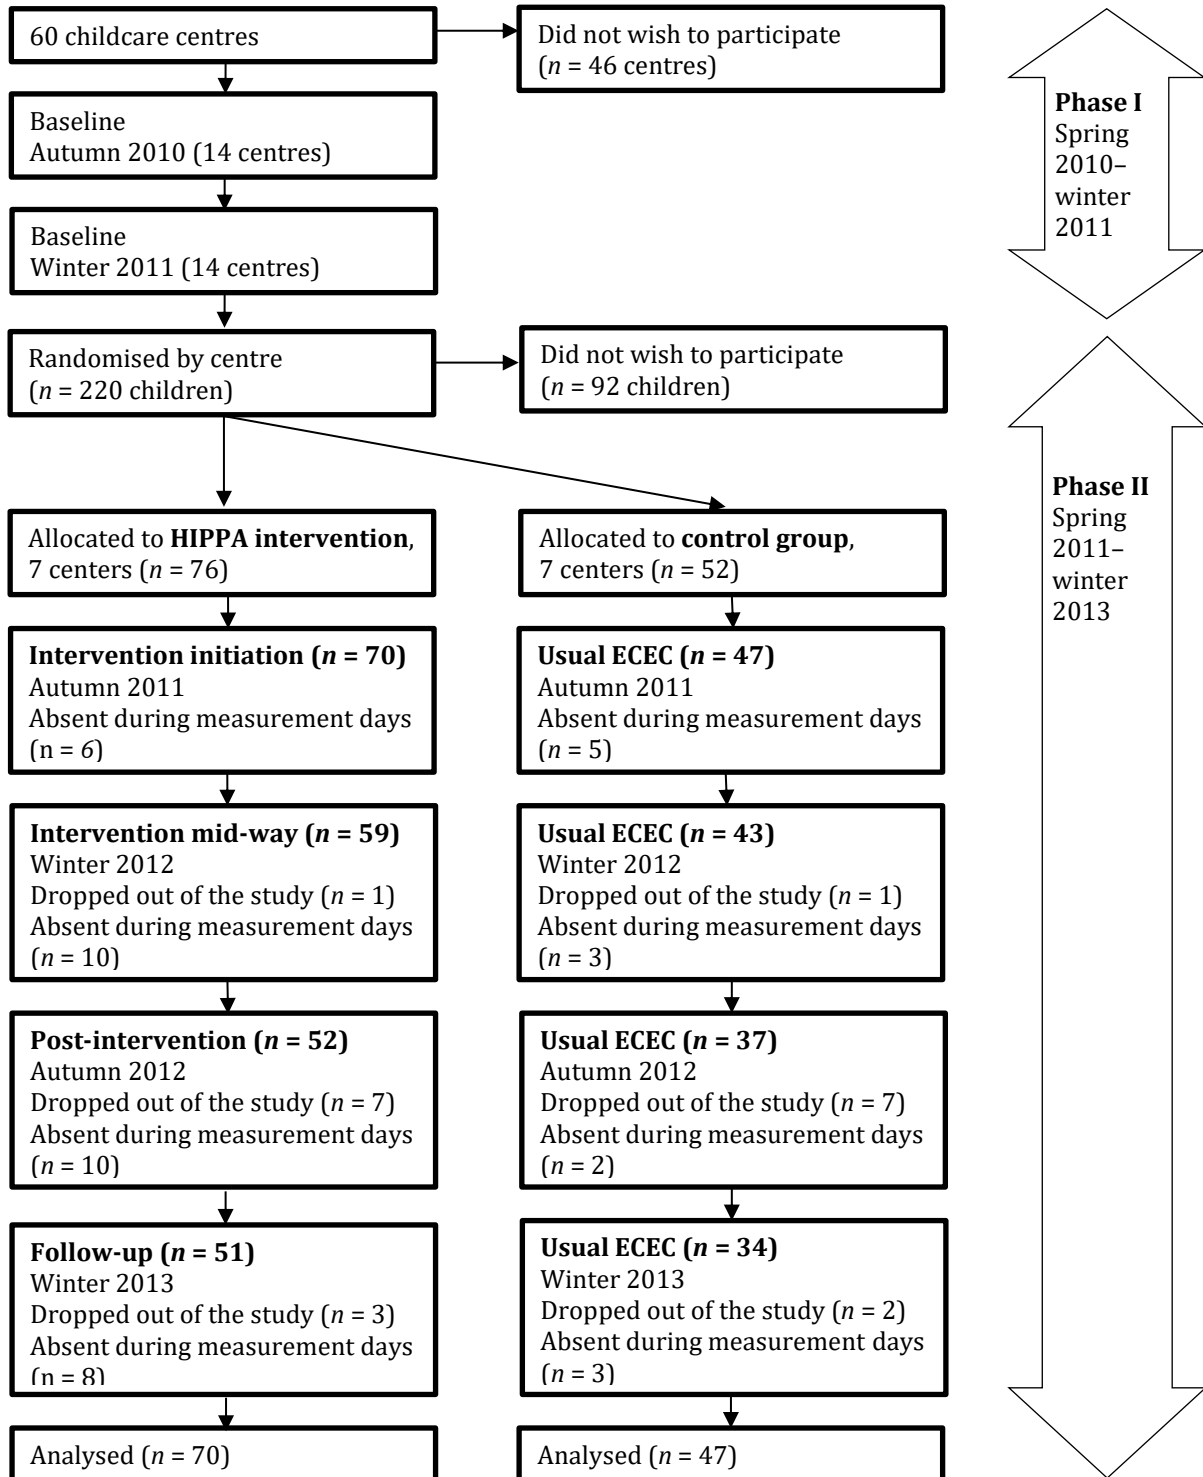 60 childcare centres
Did not wish to participate
(n = 46 centres)
Baseline
Autumn 2010 (14 centres)
Baseline
Winter 2011 (14 centres)
Phase I
Spring
2010–
winter
2011
Randomised by centre
(n = 220 children)
Did not wish to participate
(n = 92 children)
Allocated to HIPPA intervention,
7 centers (n = 76)
Allocated to control group,
7 centers (n = 52)
Phase II
Spring
2011–
winter
2013
Intervention initiation (n = 70)
Autumn 2011
Absent during measurement days
(n = 6)
Usual ECEC (n = 47)
Autumn 2011
Absent during measurement days
(n = 5)
Intervention mid-way (n = 59)
Winter 2012
Dropped out of the study (n = 1)
Absent during measurement days
(n = 10)
Usual ECEC (n = 43)
Winter 2012
Dropped out of the study (n = 1)
Absent during measurement days
(n = 3)
Post-intervention (n = 52)
Autumn 2012
Dropped out of the study (n = 7)
Absent during measurement days
(n = 10)
Usual ECEC (n = 37)
Autumn 2012
Dropped out of the study (n = 7)
Absent during measurement days
(n = 2)
Follow-up (n = 51)
Winter 2013
Dropped out of the study (n = 3)
Absent during measurement days
(n = 8)
Usual ECEC (n = 34)
Winter 2013
Dropped out of the study (n = 2)
Absent during measurement days
(n = 3)
Analysed (n = 70)
Analysed (n = 47)